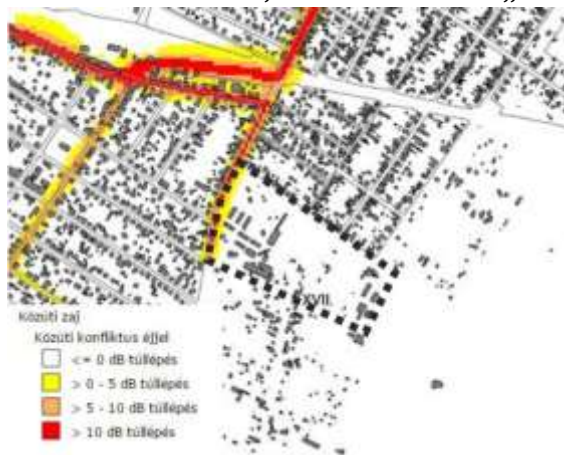 XVII.
Közúti zaj
Közúti konfliktus éjjel
<= 0 dB túllépés
> 0 - 5 dB túllépés
> 5 - 10 dB túllépés
> 10 dB túllépés